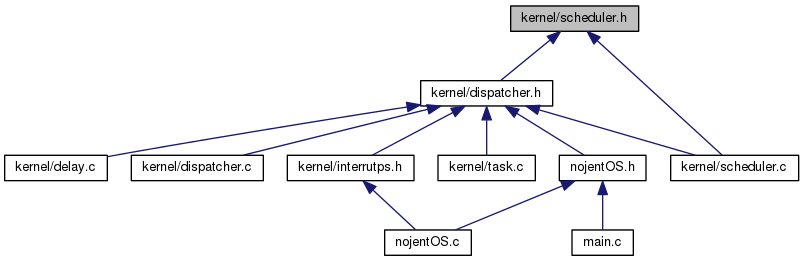 kernel/scheduler.h
kernel/dispatcher.h
kernel/delay.c
kernel/dispatcher.c
kernel/interrutps.h
kernel/task.c
nojentOS.h
kernel/scheduler.c
nojentOS.c
main.c